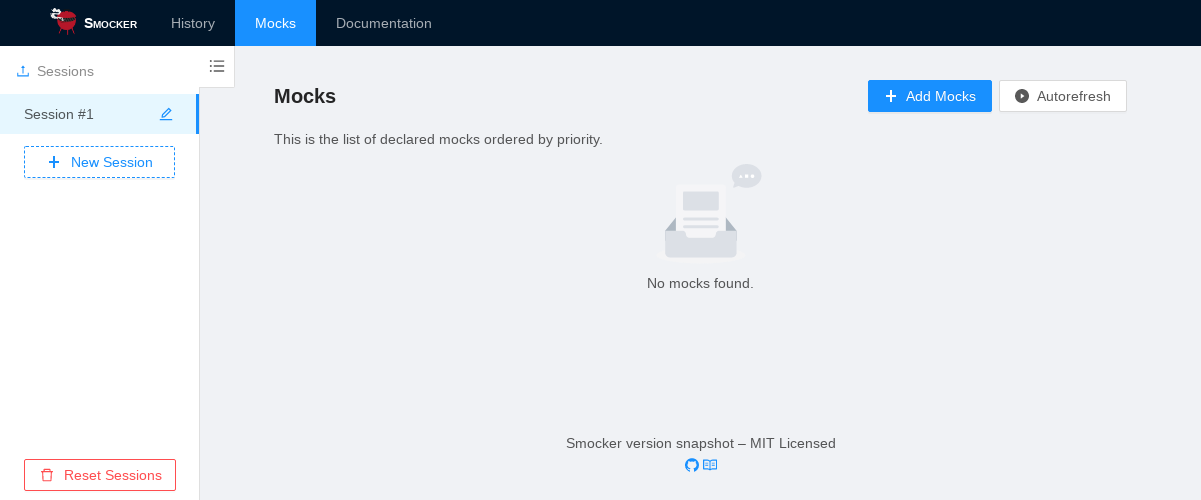 Smocker
History
Mocks
Documentation
Sessions
Session #1
New Session
Reset Sessions
Mocks
Add Mocks
Autorefresh
This is the list of declared mocks ordered by priority.
No mocks found.
Smocker version snapshot – MIT Licensed